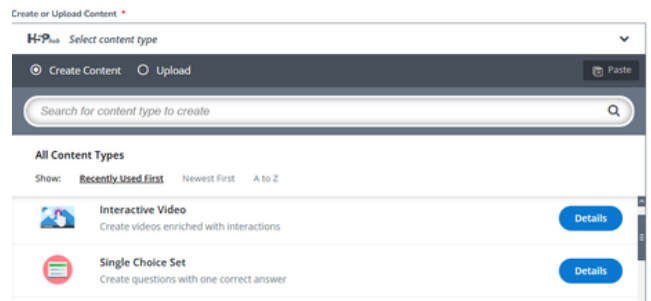 Create or Upload Content *
H-P hub Select content type
Create Content Upload Paste
Search for content type to create
All Content Types
Show: Recently Used First Newest First A to Z
Interactive Video
Create videos enriched with interactions
Details
Single Choice Set
Create questions with one correct answer
Details